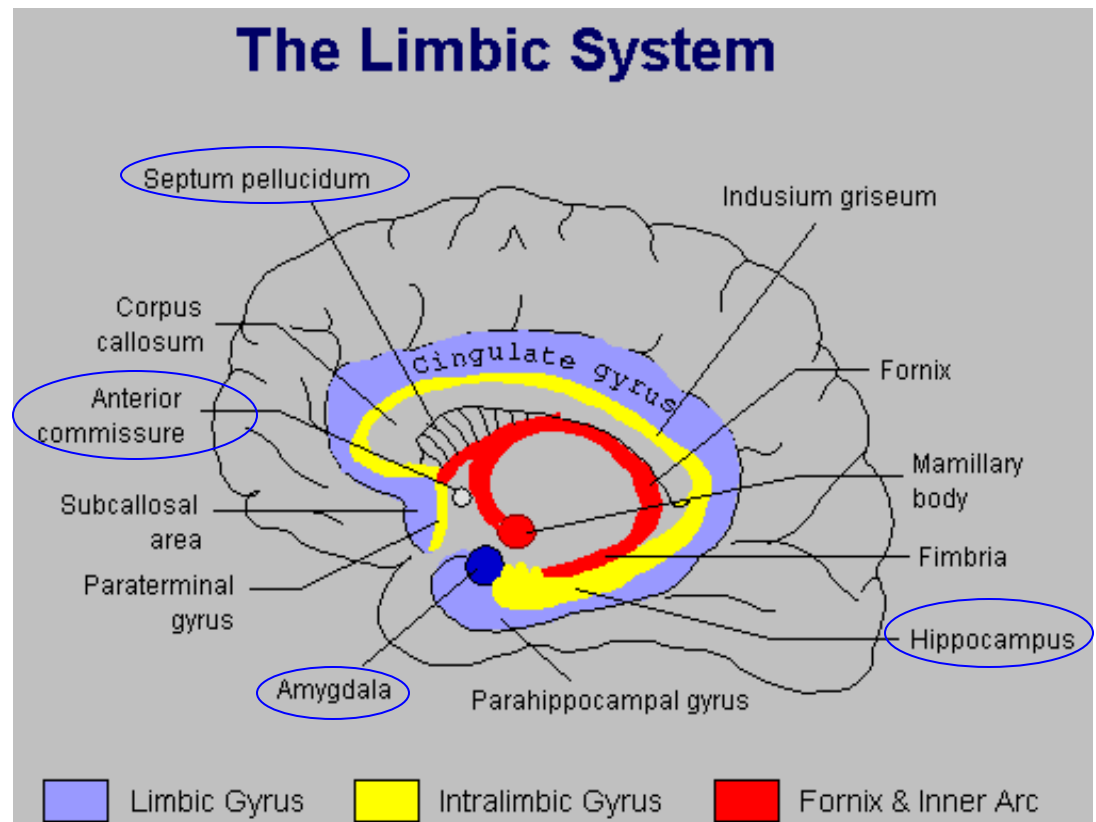 The Limbic System
Septum pellucidum
Indusium griseum
Corpus
callosum
Cingulate gyrus
Fornix
Anterior
commissure
Mamillary
body
Subcallosal
area
Fimbria
Paraterminal
gyrus
Hippocampus
Amygdala
Parahippocampal gyrus
Limbic Gyrus
Intralimbic Gyrus
Fornix & Inner Arc